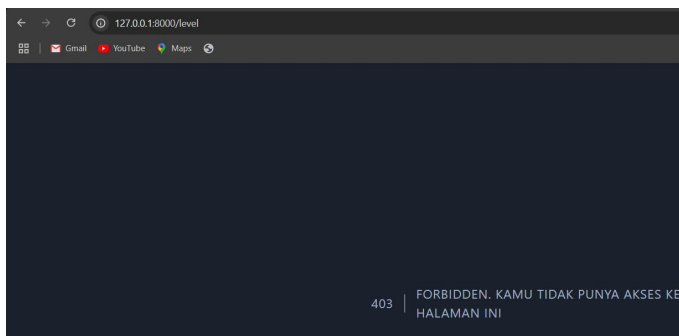 127.0.0.1:8000/level
Gmail YouTube Maps
403 FORBIDDEN. KAMU TIDAK PUNYA AKSES KE
HALAMAN INI